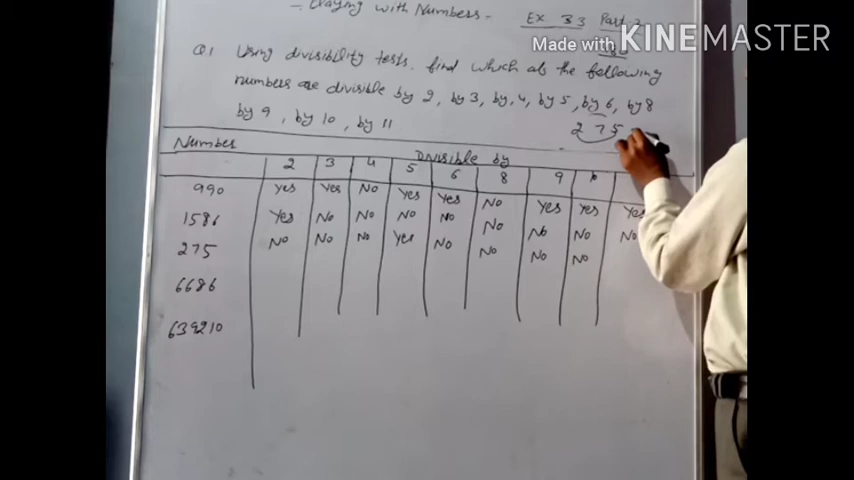 - Playing with Numbers - Ex 3.3 Part
Made with KINEMASTER
Q1 Using divisibility tests, find which of the following
numbers are divisible by 2, by 3, by 4, by 5, by 6, by 8
by 9, by 10, by 11
2 7 5
Number Divisible by
2 3 4 5 6 8 9 10
990 Yes Yes No Yes Yes No Yes Yes Yes
1586 Yes No No No No No No No No
275 No No No Yes No No No No
6686
639210